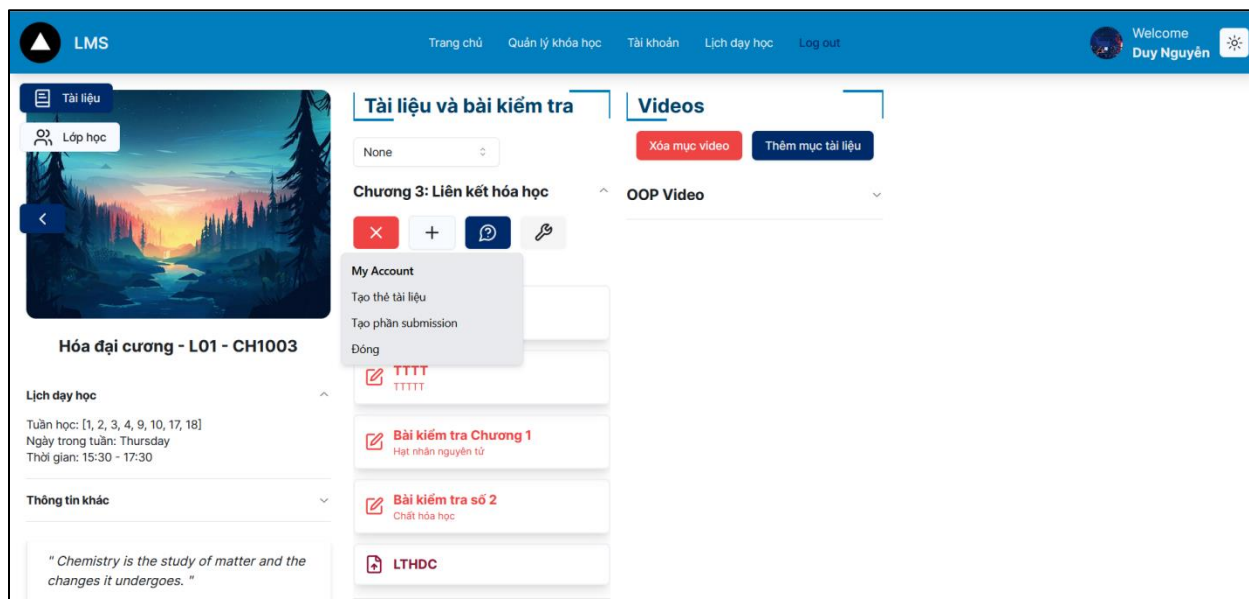 LMS
Trang chủ
Quản lý khóa học
Tài khoản
Lịch dạy học
Log out
Welcome
Duy Nguyên
Tài liệu
Lớp học
Hóa đại cương - L01 - CH1003
Lịch dạy học
Tuần học: [1, 2, 3, 4, 9, 10, 17, 18]
Ngày trong tuần: Thursday
Thời gian: 15:30 - 17:30
Thông tin khác
" Chemistry is the study of matter and the
changes it undergoes. "
Tài liệu và bài kiểm tra
None
Chương 3: Liên kết hóa học
My Account
Tạo thẻ tài liệu
Tạo phần submission
Đóng
TTTT
TTTTT
Bài kiểm tra Chương 1
Hạt nhân nguyên tử
Bài kiểm tra số 2
Chất hóa học
LTHDC
Videos
Xóa mục video
Thêm mục tài liệu
OOP Video